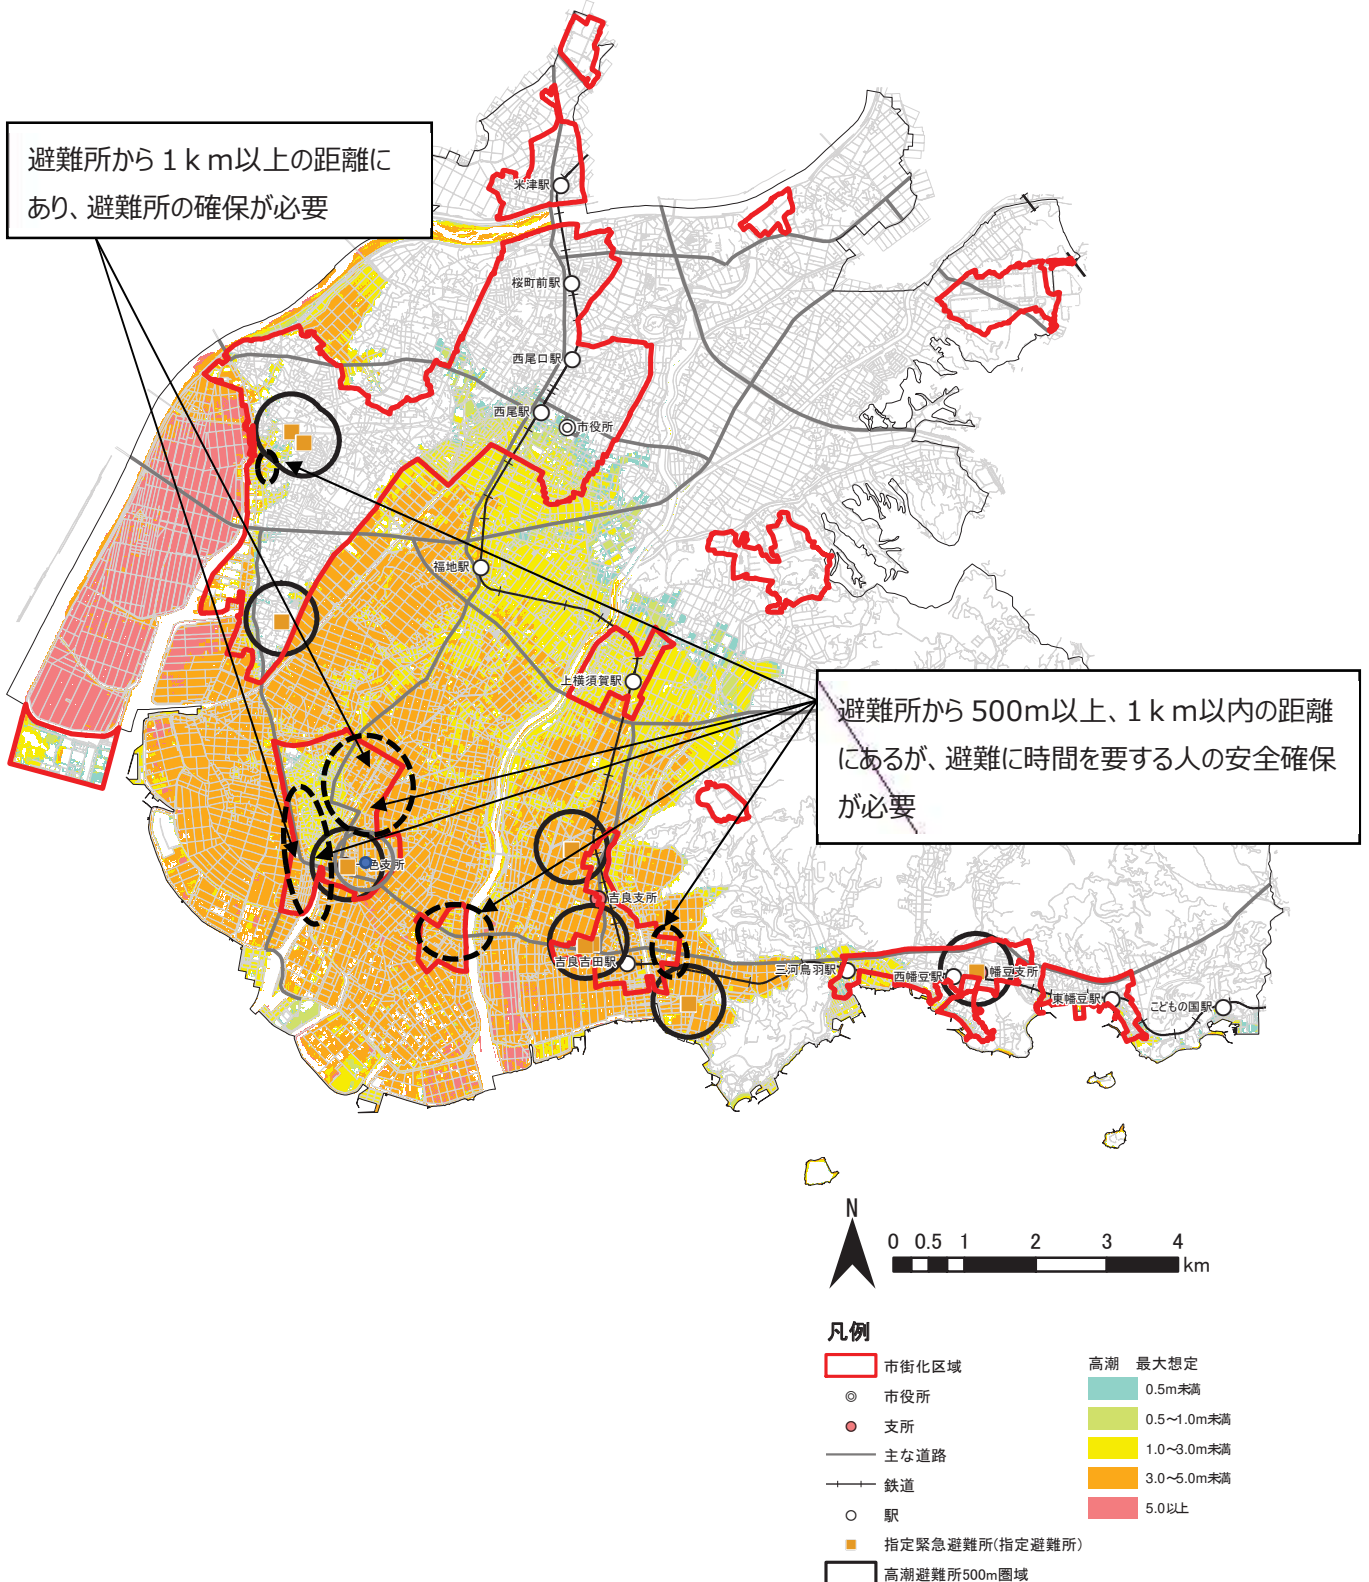 避難所から1km以上の距離に
あり、避難所の確保が必要
米津駅
桜町前駅
西尾口駅
西尾駅
市役所
福地駅
上横須賀駅
避難所から500m以上、1km以内の距離
にあるが、避難に時間を要する人の安全確保
が必要
一色支所
吉良支所
吉良吉田駅
三河鳥羽駅
西幡豆駅
幡豆支所
東幡豆駅
こどもの国駅
N
0 0.5 1 2 3 4
km
凡例
市街化区域
市役所
支所
主な道路
鉄道
駅
指定緊急避難所(指定避難所)
高潮避難所500m圏域
高潮 最大想定
0.5m未満
0.5~1.0m未満
1.0~3.0m未満
3.0~5.0m未満
5.0以上